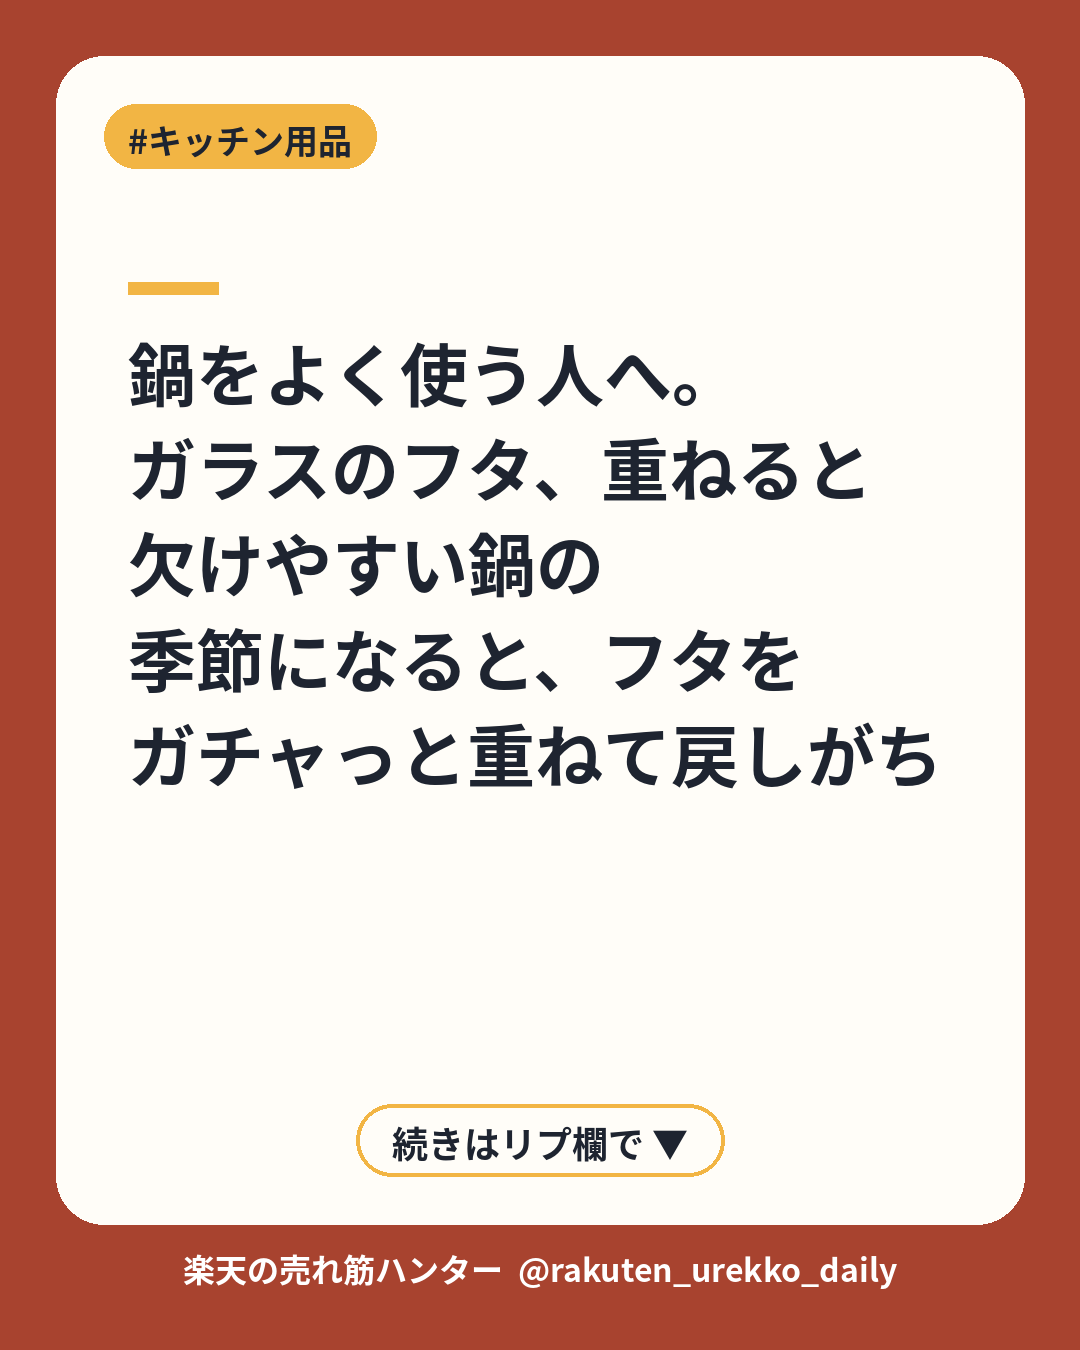 #キッチン用品
鍋をよく使う人へ。
ガラスのフタ、重ねると
欠けやすい鍋の
季節になると、フタを
ガチャっと重ねて戻しがち
続きはリプ欄で ▼
楽天の売れ筋ハンター @rakuten_urekko_daily